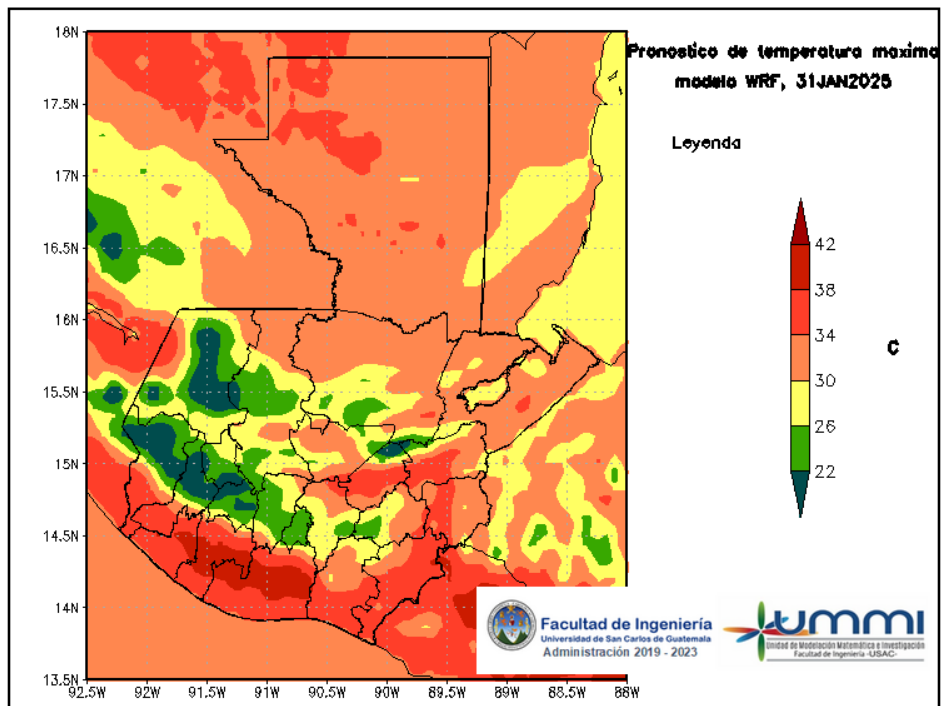 Pronostico de temperatura maxima
modelo WRF, 31JAN2025
Leyenda
18N
17.5N
17N
16.5N
16N
15.5N
15N
14.5N
14N
13.5N
92.5W
92W
91.5W
91W
90.5W
90W
89.5W
89W
88.5W
88W
42
38
34
30
26
22
C
Facultad de Ingeniería
Universidad de San Carlos de Guatemala
Administración 2019 - 2023
UMMI
Unidad de Modelación Matemática e Investigación
Facultad de Ingeniería -USAC-